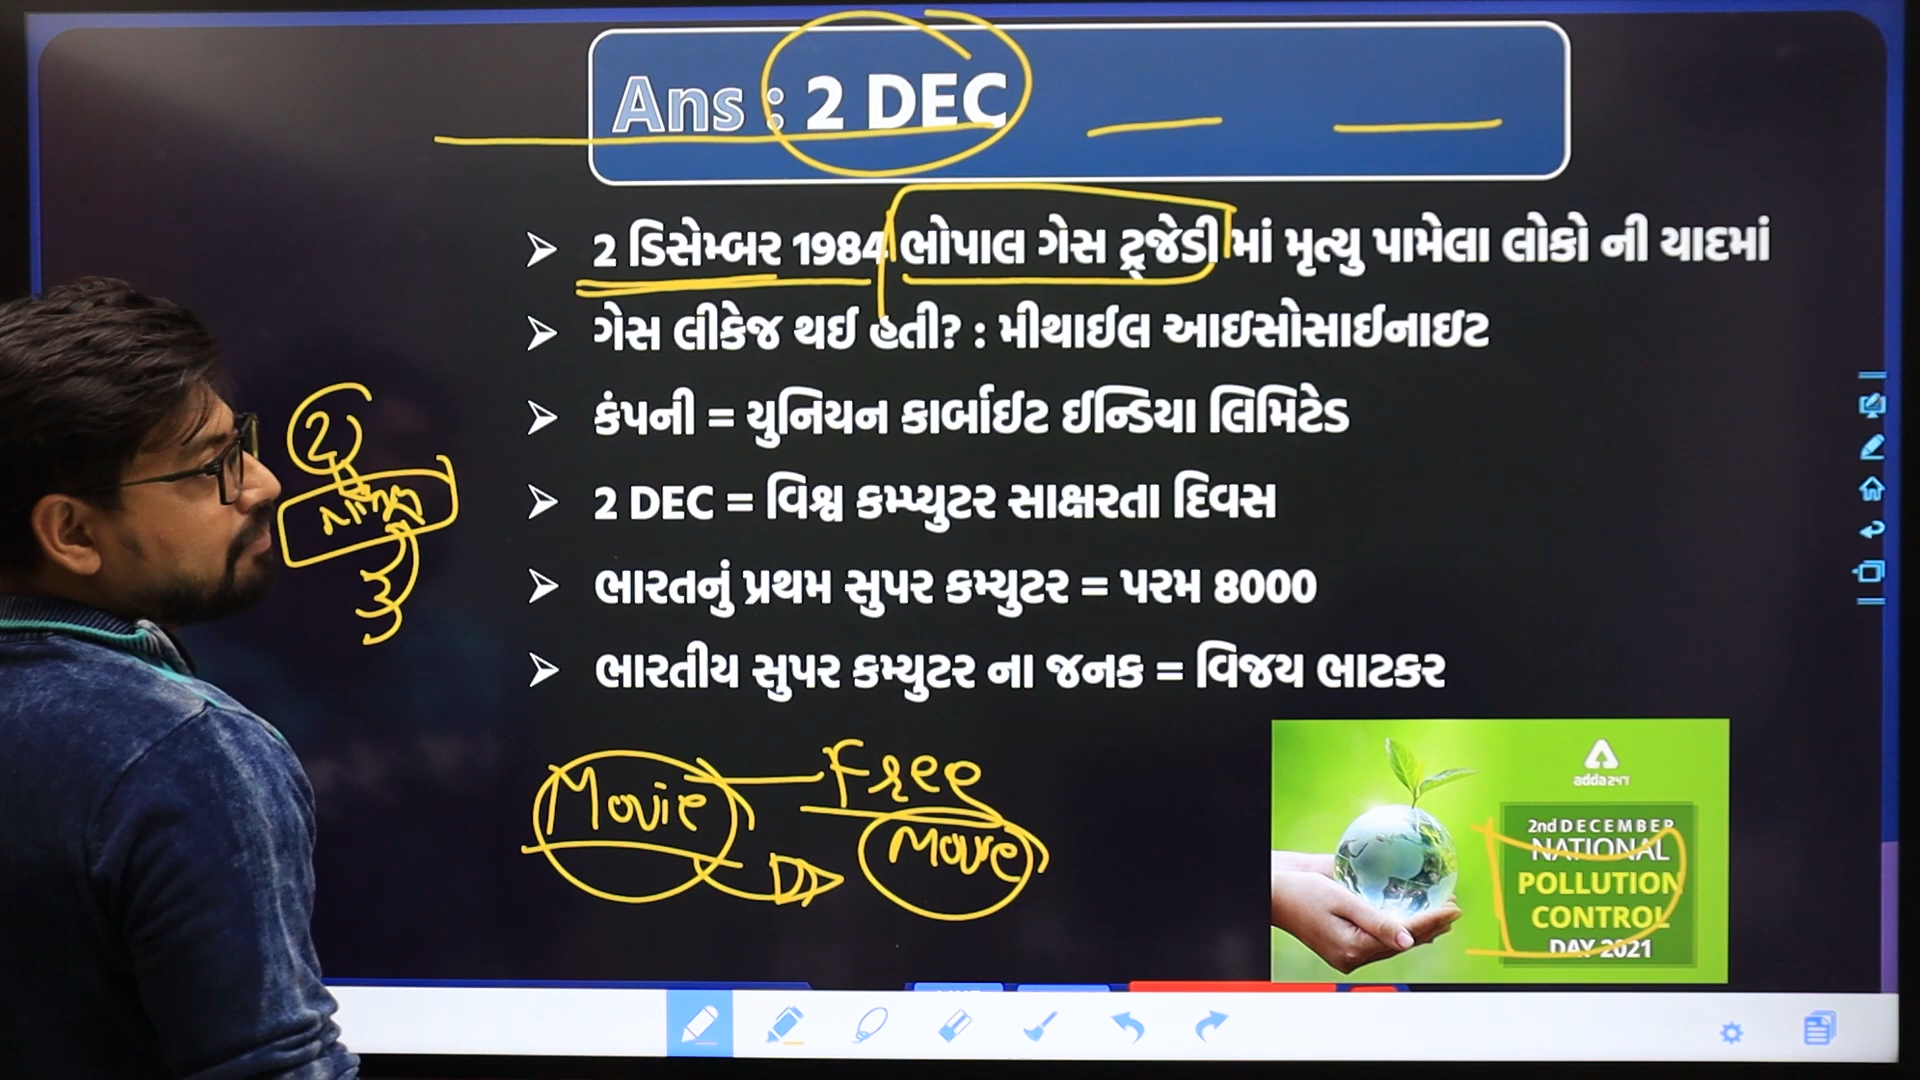 Ans : 2 DEC
➢ 2 ડિસેમ્બર 1984 ભોપાલ ગેસ ટ્રજેડી માં મૃત્યુ પામેલા લોકો ની યાદમાં
➢ ગેસ લીકેજ થઈ હતી? : મીથાઈલ આઇસોસાઈનાઇટ
➢ કંપની = યુનિયન કાર્બાઈટ ઈન્ડિયા લિમિટેડ
➢ 2 DEC = વિશ્વ કમ્પ્યુટર સાક્ષરતા દિવસ
➢ ભારતનું પ્રથમ સુપર કમ્યુટર = પરમ 8000
➢ ભારતીય સુપર કમ્યુટર ના જનક = વિજય ભાટકર
2
Movie Free
Movie
adda247
2nd DECEMBER
NATIONAL
POLLUTION
CONTROL
DAY 2021